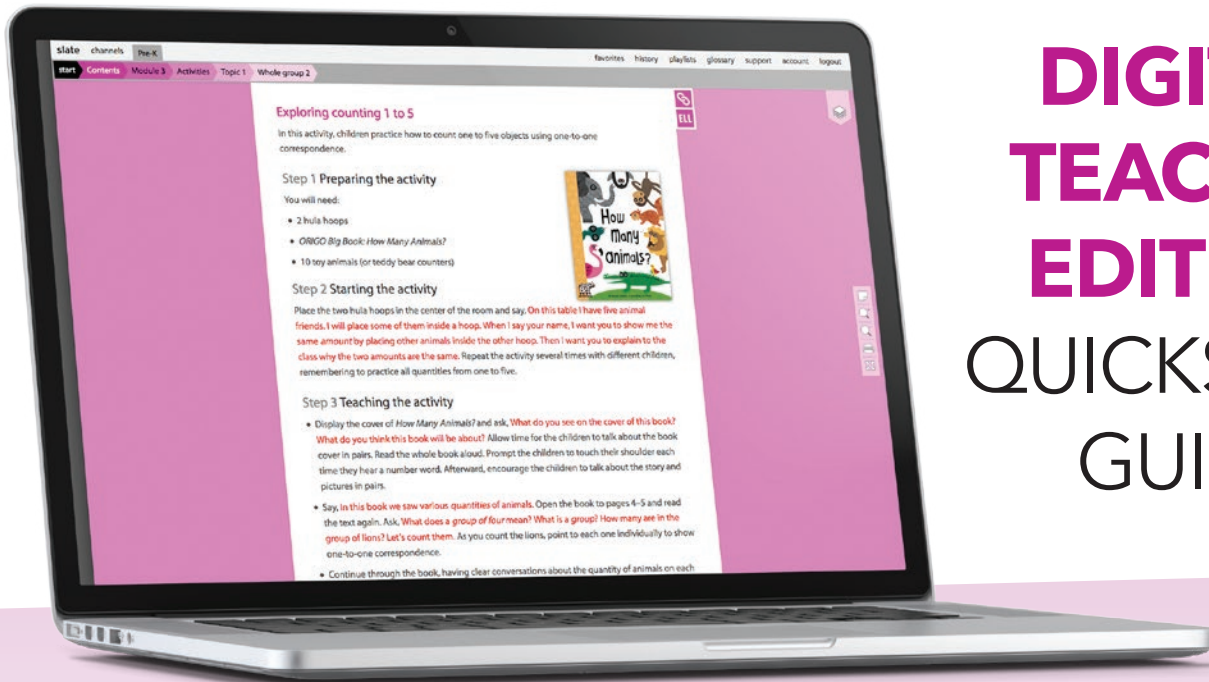 slate channels Pre-K favorites history playlists glossary support account logout
start Contents Module 3 Activities Topic 1 Whole group 2
Exploring counting 1 to 5
ELL
In this activity, children practice how to count one to five objects using one-to-one
correspondence.
Step 1 Preparing the activity
You will need:
• 2 hula hoops
• ORIGO Big Book: How Many Animals?
• 10 toy animals (or teddy bear counters)
How
Many
animals?
Step 2 Starting the activity
Place the two hula hoops in the center of the room and say, On this table I have five animal
friends. I will place some of them inside a hoop. When I say your name, I want you to show me the
same amount by placing other animals inside the other hoop. Then I want you to explain to the
class why the two amounts are the same. Repeat the activity several times with different children,
remembering to practice all quantities from one to five.
Step 3 Teaching the activity
• Display the cover of How Many Animals? and ask, What do you see on the cover of this book?
What do you think this book will be about? Allow time for the children to talk about the book
cover in pairs. Read the whole book aloud. Prompt the children to touch their shoulder each
time they hear a number word. Afterward, encourage the children to talk about the story and
pictures in pairs.
• Say, In this book we saw various quantities of animals. Open the book to pages 4–5 and read
the text again. Ask, What does a group of four mean? What is a group? How many are in the
group of lions? Let's count them. As you count the lions, point to each one individually to show
one-to-one correspondence.
• Continue through the book, having clear conversations about the quantity of animals on each
DIGI
TEAC
EDIT
QUICKS
GUI